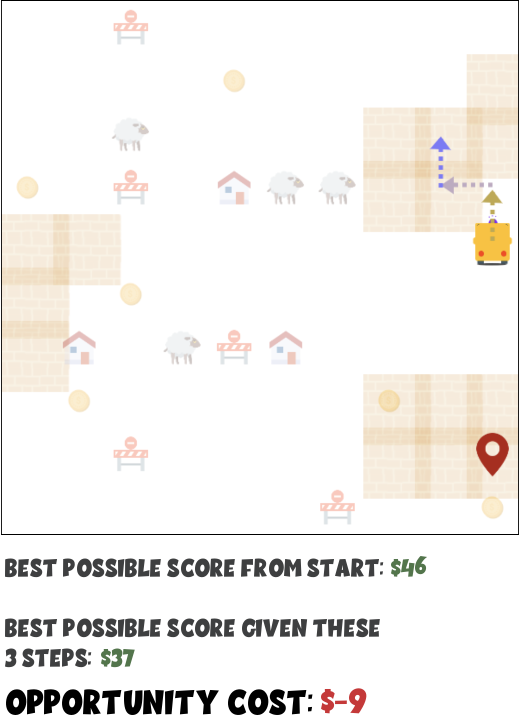 BEST POSSIBLE SCORE FROM START: $46
BEST POSSIBLE SCORE GIVEN THESE
3 STEPS: $37
OPPORTUNITY COST: $-9